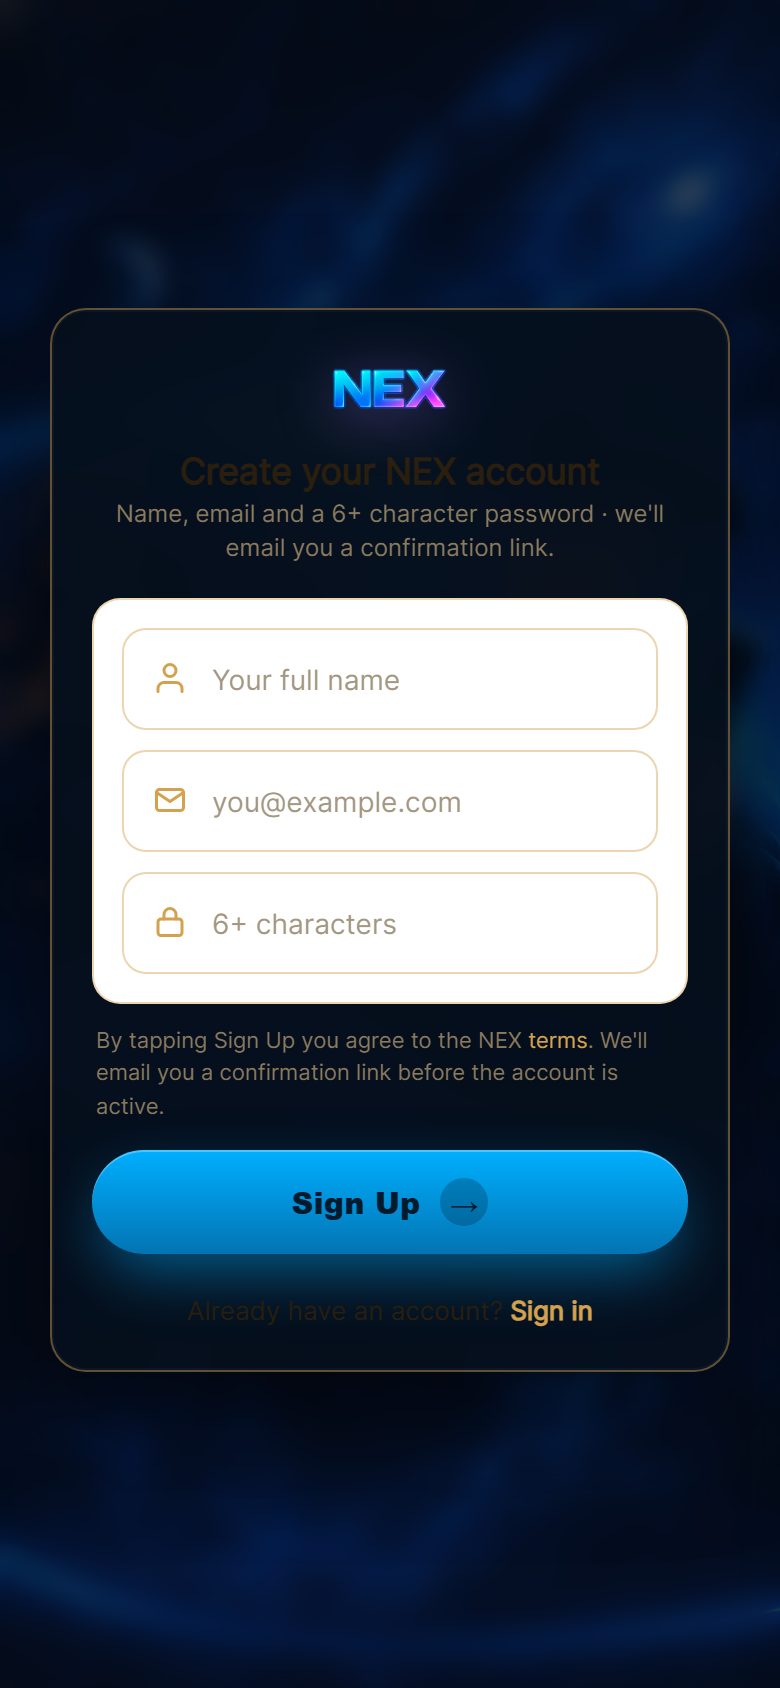 NEX
Create your NEX account
Name, email and a 6+ character password · we'll
email you a confirmation link.
Your full name
you@example.com
6+ characters
By tapping Sign Up you agree to the NEX terms. We'll
email you a confirmation link before the account is
active.
Sign Up →
Already have an account? Sign in